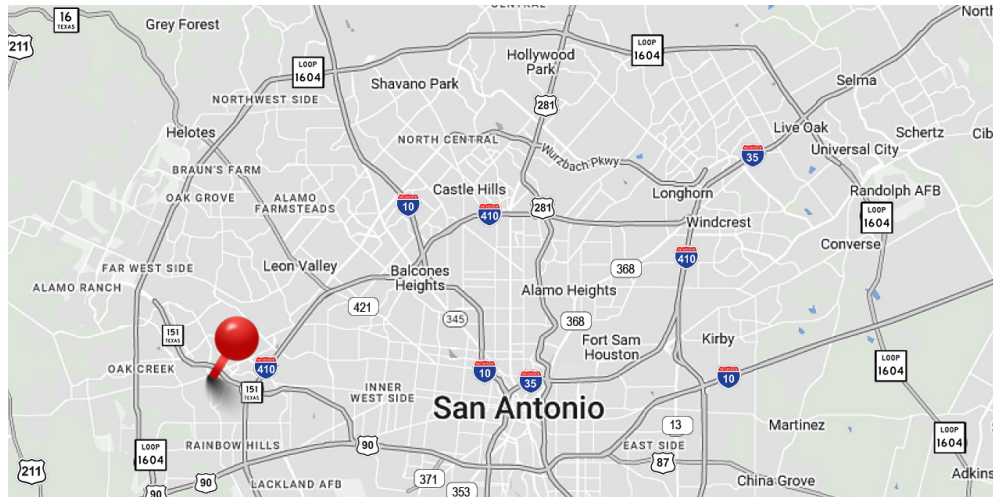 CENTRAL
North
16
TEXAS
Grey Forest
211
Hollywood
Park
LOOP
1604
LOOP
1604
Shavano Park
Selma
NORTHWEST SIDE
281
Helotes
NORTH CENTRAL
Live Oak
Schertz
Cib
Wurzbach Pkwy
35
Universal City
BRAUN'S FARM
Castle Hills
Longhorn
Randolph AFB
OAK GROVE
ALAMO
FARMSTEADS
10
410
281
LOOP
1604
Windcrest
Converse
FAR WEST SIDE
Leon Valley
Balcones
Heights
368
410
ALAMO RANCH
Alamo Heights
421
345
368
151
TEXAS
Fort Sam
Houston
Kirby
OAK CREEK
410
10
35
10
LOOP
1604
151
TEXAS
INNER
WEST SIDE
San Antonio
13
Martinez
LOOP
1604
RAINBOW HILLS
90
EAST SIDE
LOOP
1604
211
87
Adkins
90
LACKLAND AFB
371
353
China Grove
90